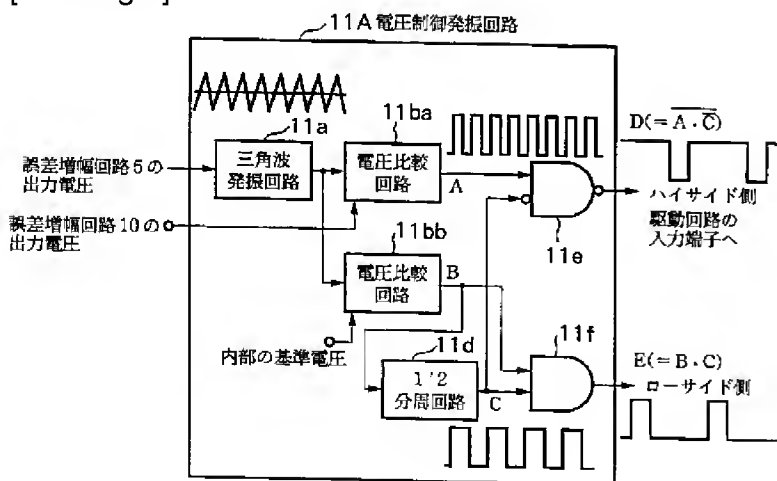 11A 電圧制御発振回路
11a
11ba
D(=A・C)
誤差増幅回路5の
出力電圧
三角波
発振回路
電圧比較
回路
A
ハイサイド側
駆動回路の
入力端子へ
誤差増幅回路10の
出力電圧
11e
11bb
電圧比較
回路
B
内部の基準電圧
11d
11f
E(=B・C)
1/2
分周回路
C
ローサイド側